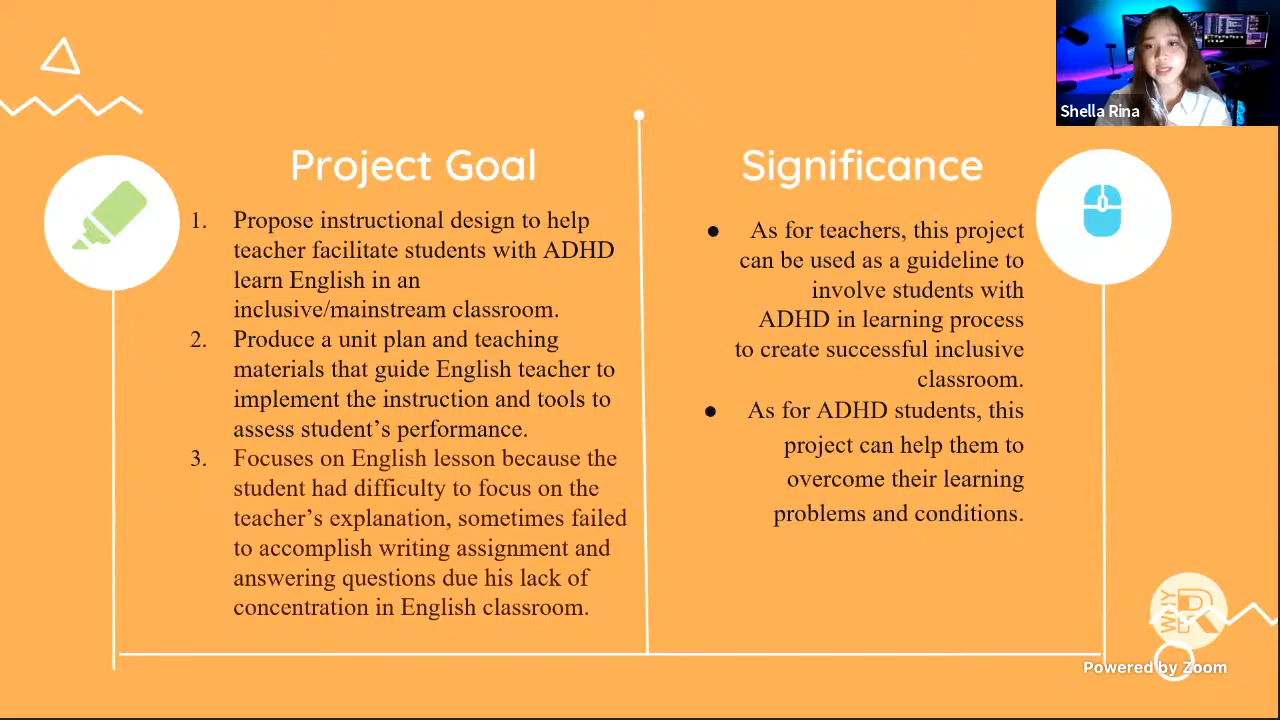 Shella Rina
Project Goal
1. Propose instructional design to help
teacher facilitate students with ADHD
learn English in an
inclusive/mainstream classroom.
2. Produce a unit plan and teaching
materials that guide English teacher to
implement the instruction and tools to
assess student’s performance.
3. Focuses on English lesson because the
student had difficulty to focus on the
teacher’s explanation, sometimes failed
to accomplish writing assignment and
answering questions due his lack of
concentration in English classroom.
Significance
● As for teachers, this project
can be used as a guideline to
involve students with
ADHD in learning process
to create successful inclusive
classroom.
● As for ADHD students, this
project can help them to
overcome their learning
problems and conditions.
WHY
R
Powered by Zoom